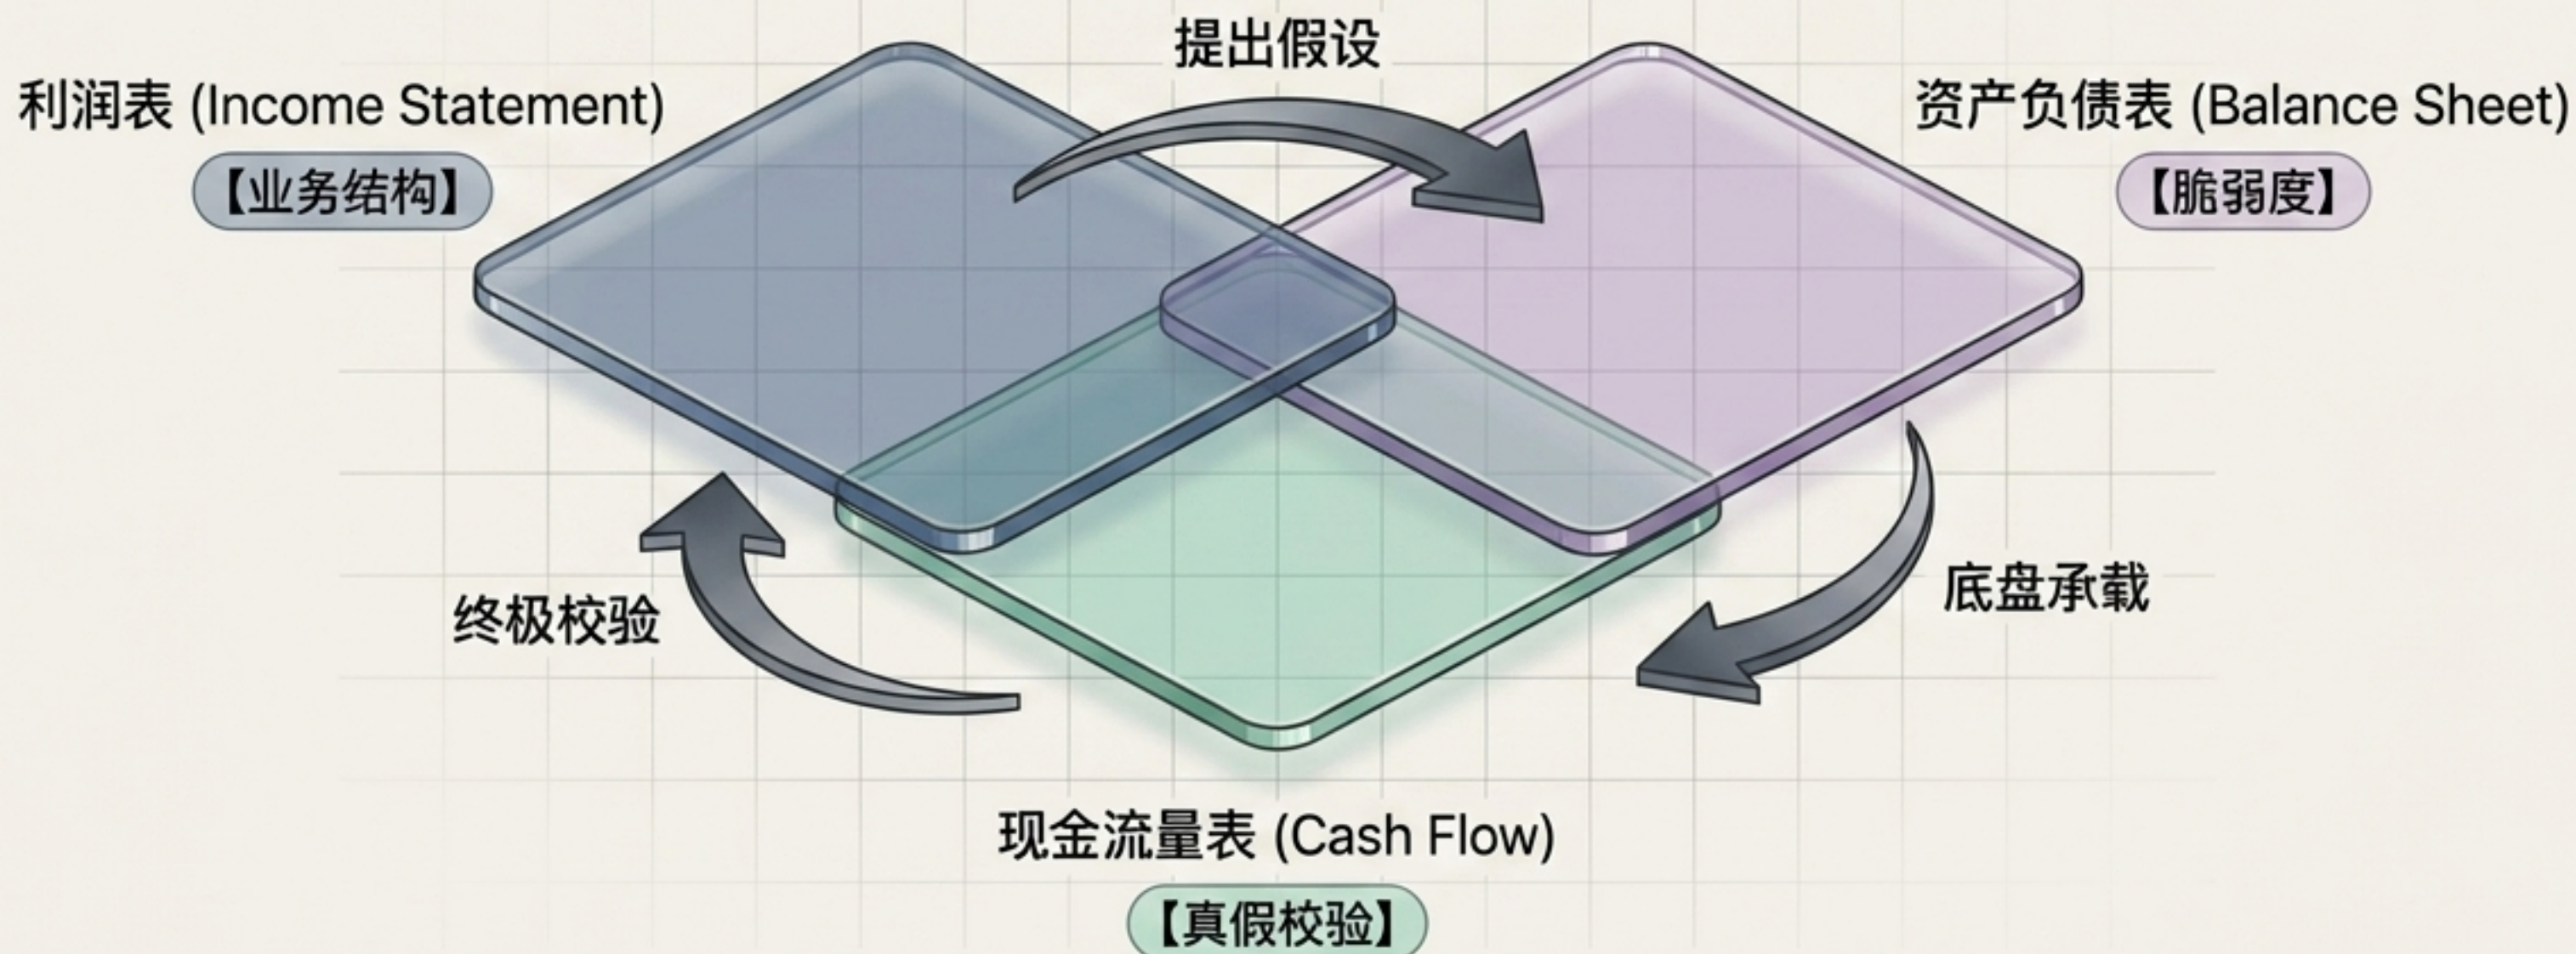 提出假设
利润表 (Income Statement)
【业务结构】
资产负债表 (Balance Sheet)
【脆弱度】
终极校验
底盘承载
现金流量表 (Cash Flow)
【真假校验】